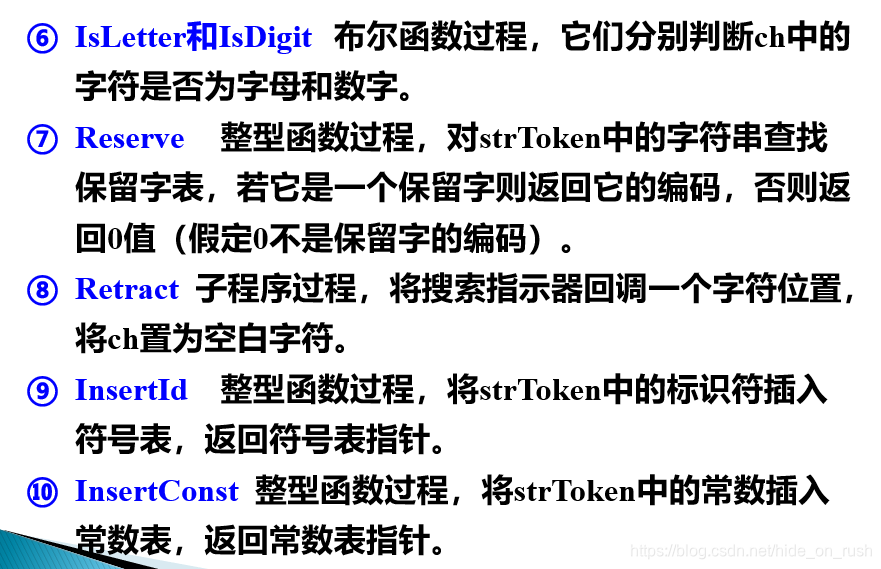 ⑥ IsLetter和IsDigit 布尔函数过程，它们分别判断ch中的
字符是否为字母和数字。
⑦ Reserve 整型函数过程，对strToken中的字符串查找
保留字表，若它是一个保留字则返回它的编码，否则返
回0值（假定0不是保留字的编码）。
⑧ Retract 子程序过程，将搜索指示器回调一个字符位置，
将ch置为空白字符。
⑨ InsertId 整型函数过程，将strToken中的标识符插入
符号表，返回符号表指针。
⑩ InsertConst 整型函数过程，将strToken中的常数插入
常数表，返回常数表指针。
https://blog.csdn.net/hide_on_rush